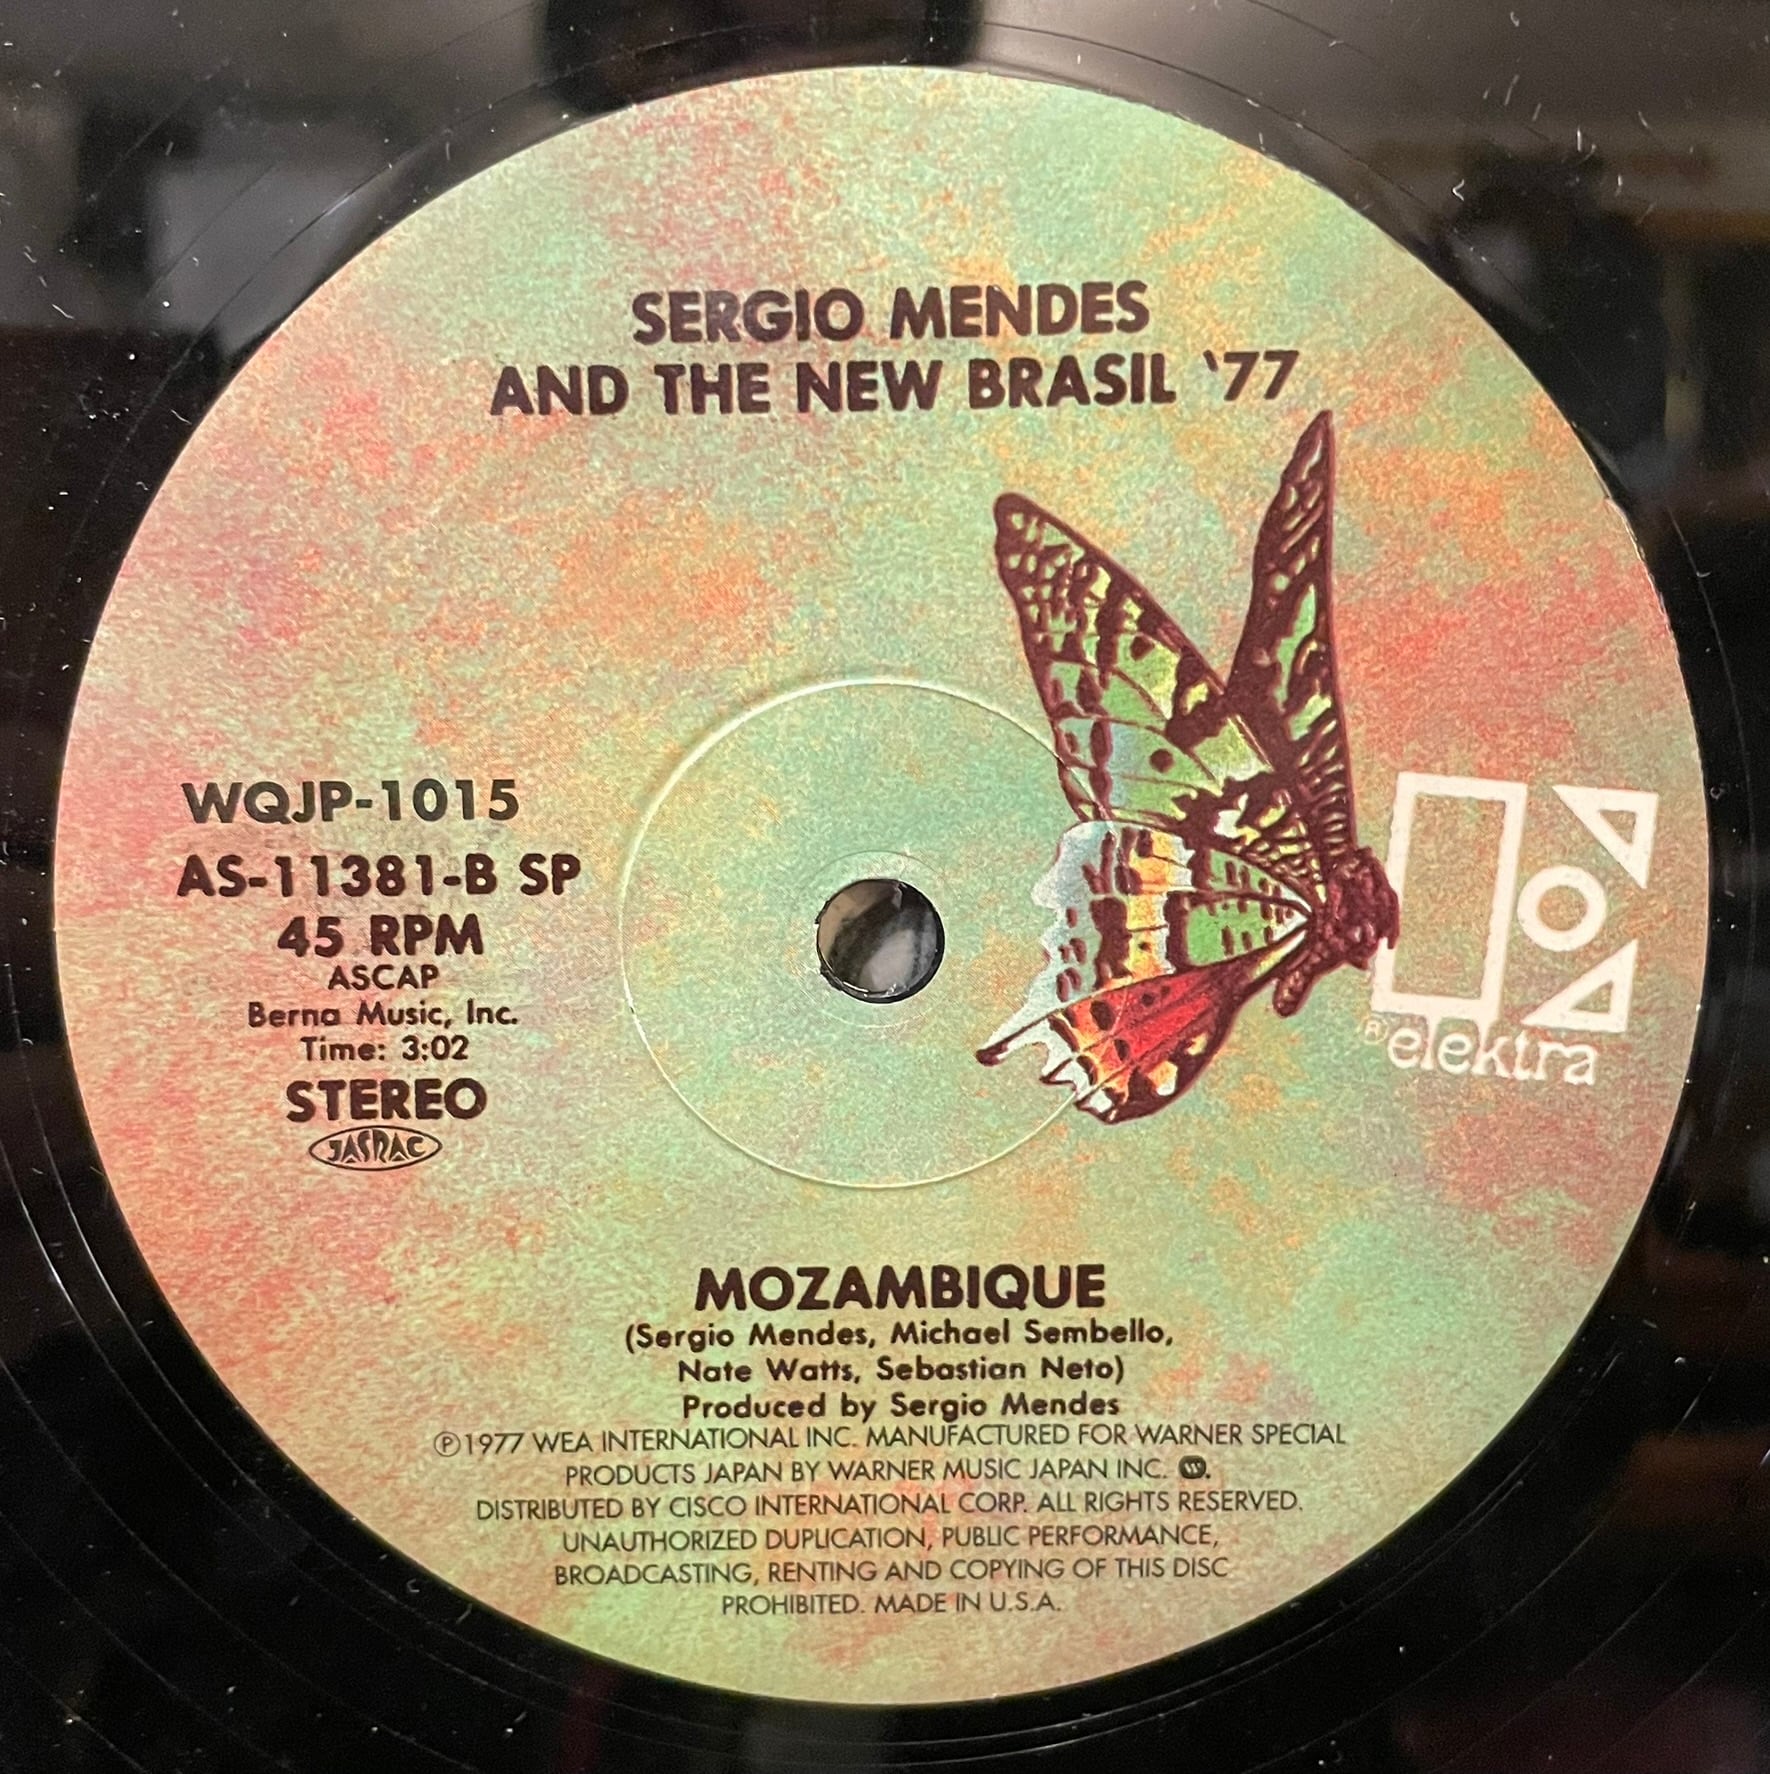 SERGIO MENDES
AND THE NEW BRASIL '77
WQJP-1015
AS-11381-B SP
45 RPM
ASCAP
Berna Music, Inc.
Time: 3:02
STEREO
JASRAC
® elektra
MOZAMBIQUE
(Sergio Mendes, Michael Sembello,
Nate Watts, Sebastian Neto)
Produced by Sergio Mendes
℗1977 WEA INTERNATIONAL INC. MANUFACTURED FOR WARNER SPECIAL
PRODUCTS JAPAN BY WARNER MUSIC JAPAN INC. W.
DISTRIBUTED BY CISCO INTERNATIONAL CORP. ALL RIGHTS RESERVED.
UNAUTHORIZED DUPLICATION, PUBLIC PERFORMANCE,
BROADCASTING, RENTING AND COPYING OF THIS DISC
PROHIBITED. MADE IN U.S.A.